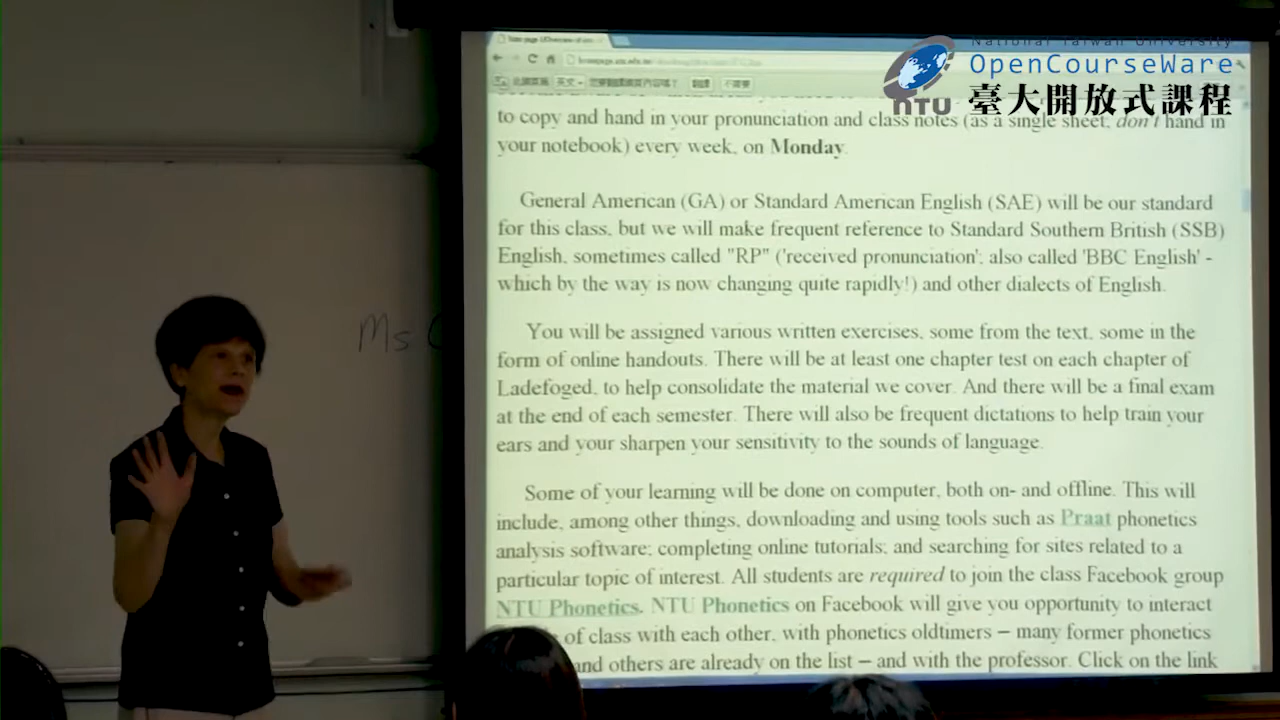 National Taiwan University
OpenCourseWare
NTU 臺大開放式課程
Ms
to copy and hand in your pronunciation and class notes (as a single sheet; don't hand in
your notebook) every week, on Monday.
General American (GA) or Standard American English (SAE) will be our standard
for this class, but we will make frequent reference to Standard Southern British (SSB)
English, sometimes called "RP" ('received pronunciation'; also called 'BBC English' -
which by the way is now changing quite rapidly!) and other dialects of English.
You will be assigned various written exercises, some from the text, some in the
form of online handouts. There will be at least one chapter test on each chapter of
Ladefoged, to help consolidate the material we cover. And there will be a final exam
at the end of each semester. There will also be frequent dictations to help train your
ears and your sharpen your sensitivity to the sounds of language.
Some of your learning will be done on computer, both on- and offline. This will
include, among other things, downloading and using tools such as Praat phonetics
analysis software; completing online tutorials; and searching for sites related to a
particular topic of interest. All students are required to join the class Facebook group
NTU Phonetics. NTU Phonetics on Facebook will give you opportunity to interact
of class with each other, with phonetics oldtimers – many former phonetics
and others are already on the list – and with the professor. Click on the link